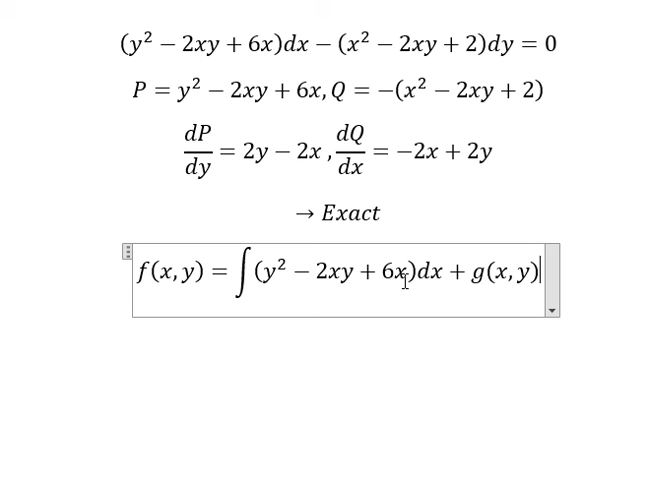 (y² − 2xy + 6x)dx − (x² − 2xy + 2)dy = 0
P = y² − 2xy + 6x, Q = −(x² − 2xy + 2)
dP/dy = 2y − 2x , dQ/dx = −2x + 2y
→ Exact
f(x, y) = ∫(y² − 2xy + 6x)dx + g(x, y)